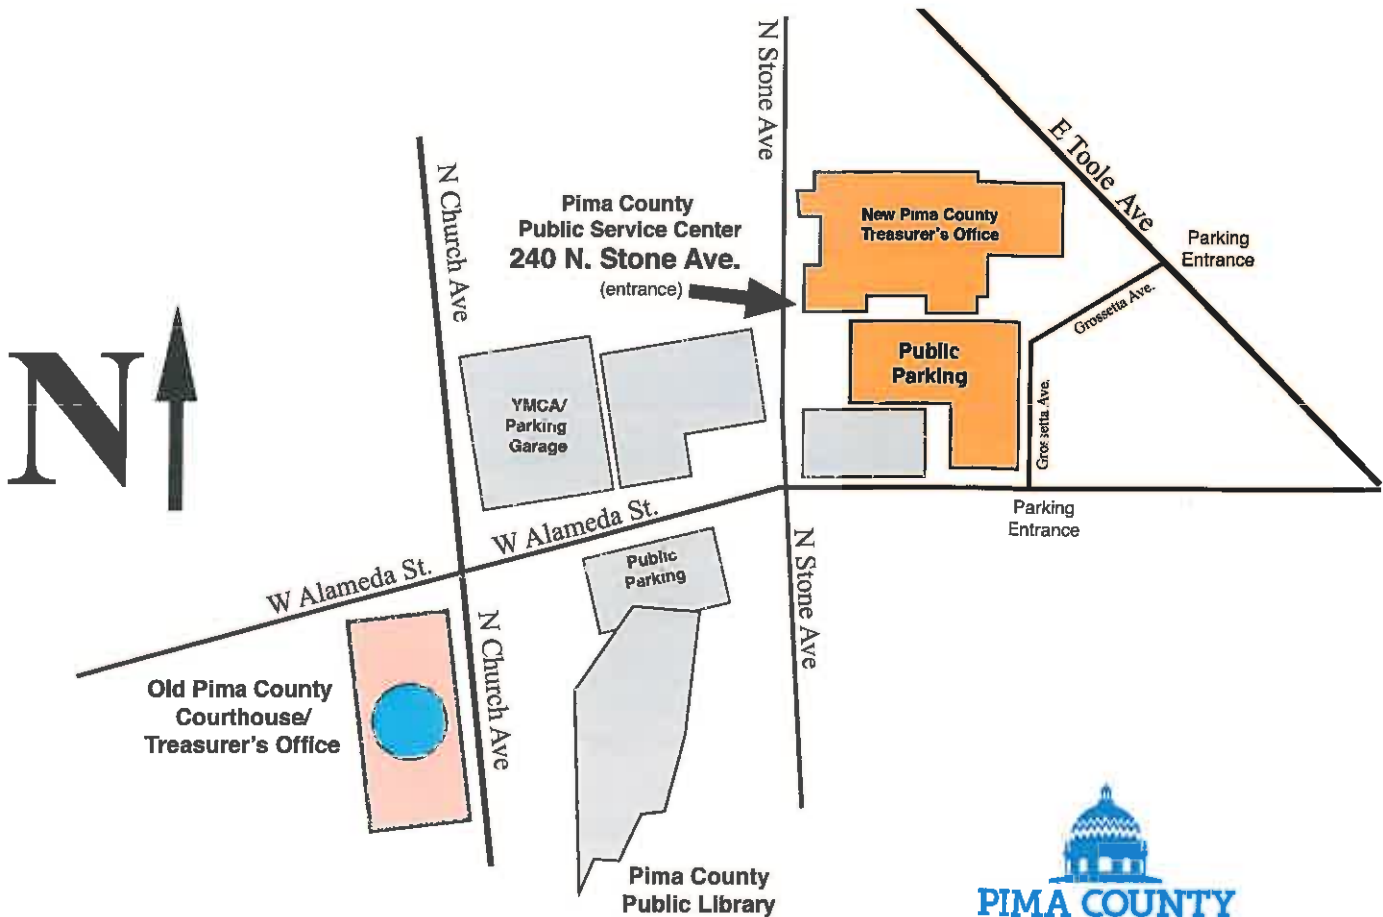 N Stone Ave
E Toole Ave
N Church Ave
Pima County
Public Service Center
240 N. Stone Ave.
(entrance)
New Pima County
Treasurer's Office
Parking
Entrance
Grossetta Ave.
N
Public
Parking
YMCA/
Parking
Garage
Grossetta Ave.
W Alameda St.
Parking
Entrance
Public
Parking
N Stone Ave
W Alameda St.
N Church Ave
Old Pima County
Courthouse/
Treasurer's Office
Pima County
Public Library
PIMA COUNTY